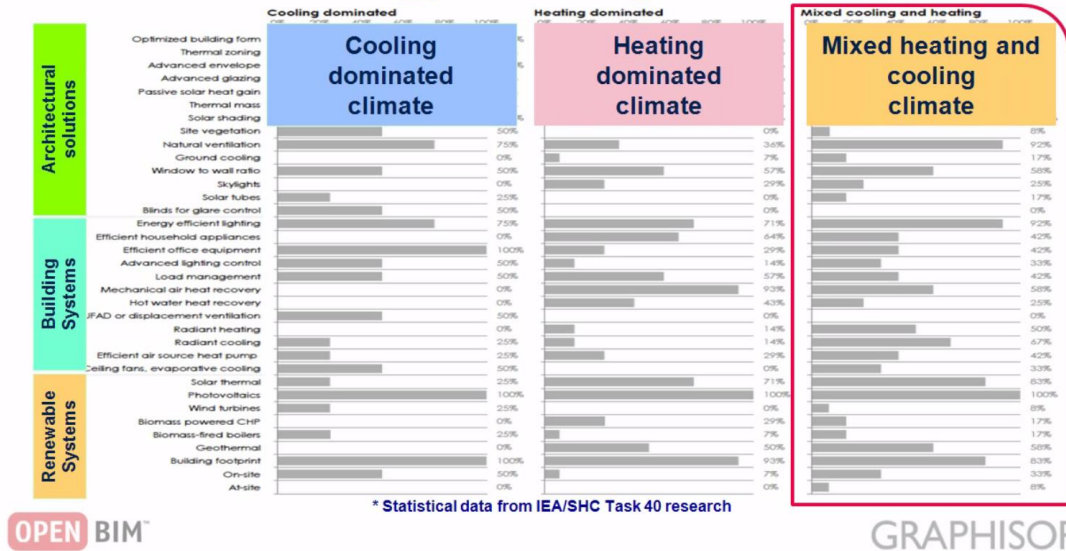 Cooling dominated Heating dominated Mixed cooling and heating
Architectural solutions
Cooling dominated climate
Heating dominated climate
Mixed heating and cooling climate
Optimized building form
Thermal zoning
Advanced envelope
Advanced glazing
Passive solar heat gain
Thermal mass
Solar shading
Site vegetation 50% 0% 8%
Natural ventilation 75% 36% 92%
Ground cooling 0% 7% 17%
Window to wall ratio 50% 57% 58%
Skylights 0% 29% 25%
Solar tubes 25% 0% 17%
Blinds for glare control 50% 0% 0%
Building Systems
Energy efficient lighting 75% 71% 92%
Efficient household appliances 0% 64% 42%
Efficient office equipment 100% 29% 42%
Advanced lighting control 50% 14% 33%
Load management 50% 57% 42%
Mechanical air heat recovery 0% 93% 58%
Hot water heat recovery 0% 43% 25%
UFAD or displacement ventilation 50% 0% 0%
Radiant heating 0% 14% 50%
Radiant cooling 25% 14% 67%
Efficient air source heat pump 25% 29% 42%
Ceiling fans, evaporative cooling 50% 0% 33%
Renewable Systems
Solar thermal 25% 71% 83%
Photovoltaics 100% 100% 100%
Wind turbines 25% 0% 8%
Biomass powered CHP 0% 29% 17%
Biomass-fired boilers 25% 7% 17%
Geothermal 0% 50% 58%
Building footprint 100% 93% 83%
On-site 50% 7% 33%
At-site 0% 0% 8%
* Statistical data from IEA/SHC Task 40 research
OPEN BIM™
GRAPHISOF